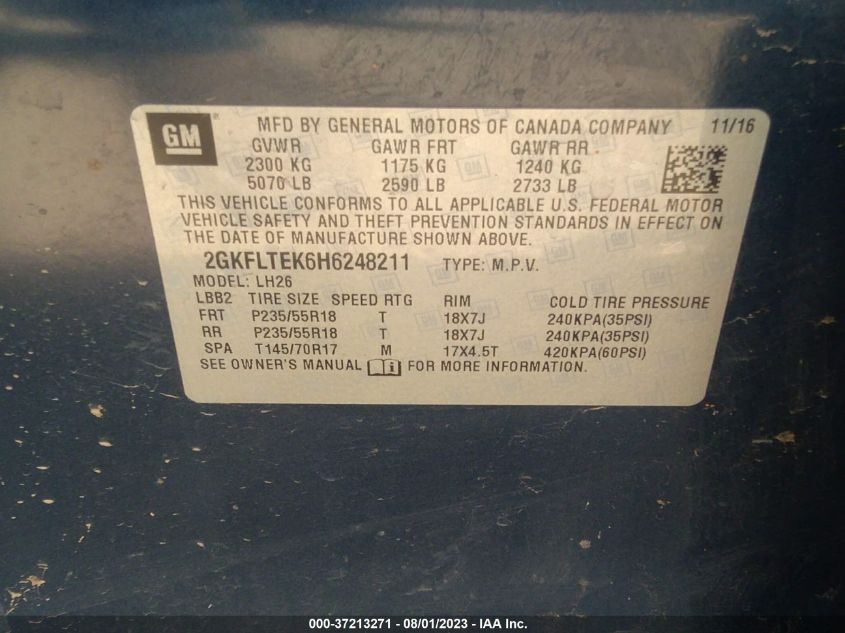 GM
MFD BY GENERAL MOTORS OF CANADA COMPANY 11/16
GVWR GAWR FRT GAWR RR
2300 KG 1175 KG 1240 KG
5070 LB 2590 LB 2733 LB
THIS VEHICLE CONFORMS TO ALL APPLICABLE U.S. FEDERAL MOTOR
VEHICLE SAFETY AND THEFT PREVENTION STANDARDS IN EFFECT ON
THE DATE OF MANUFACTURE SHOWN ABOVE.
2GKFLTEK6H6248211 TYPE: M.P.V.
MODEL: LH26
LBB2 TIRE SIZE SPEED RTG RIM COLD TIRE PRESSURE
FRT P235/55R18 T 18X7J 240KPA(35PSI)
RR P235/55R18 T 18X7J 240KPA(35PSI)
SPA T145/70R17 M 17X4.5T 420KPA(60PSI)
SEE OWNER'S MANUAL i FOR MORE INFORMATION.
000-37213271 - 08/01/2023 - IAA Inc.